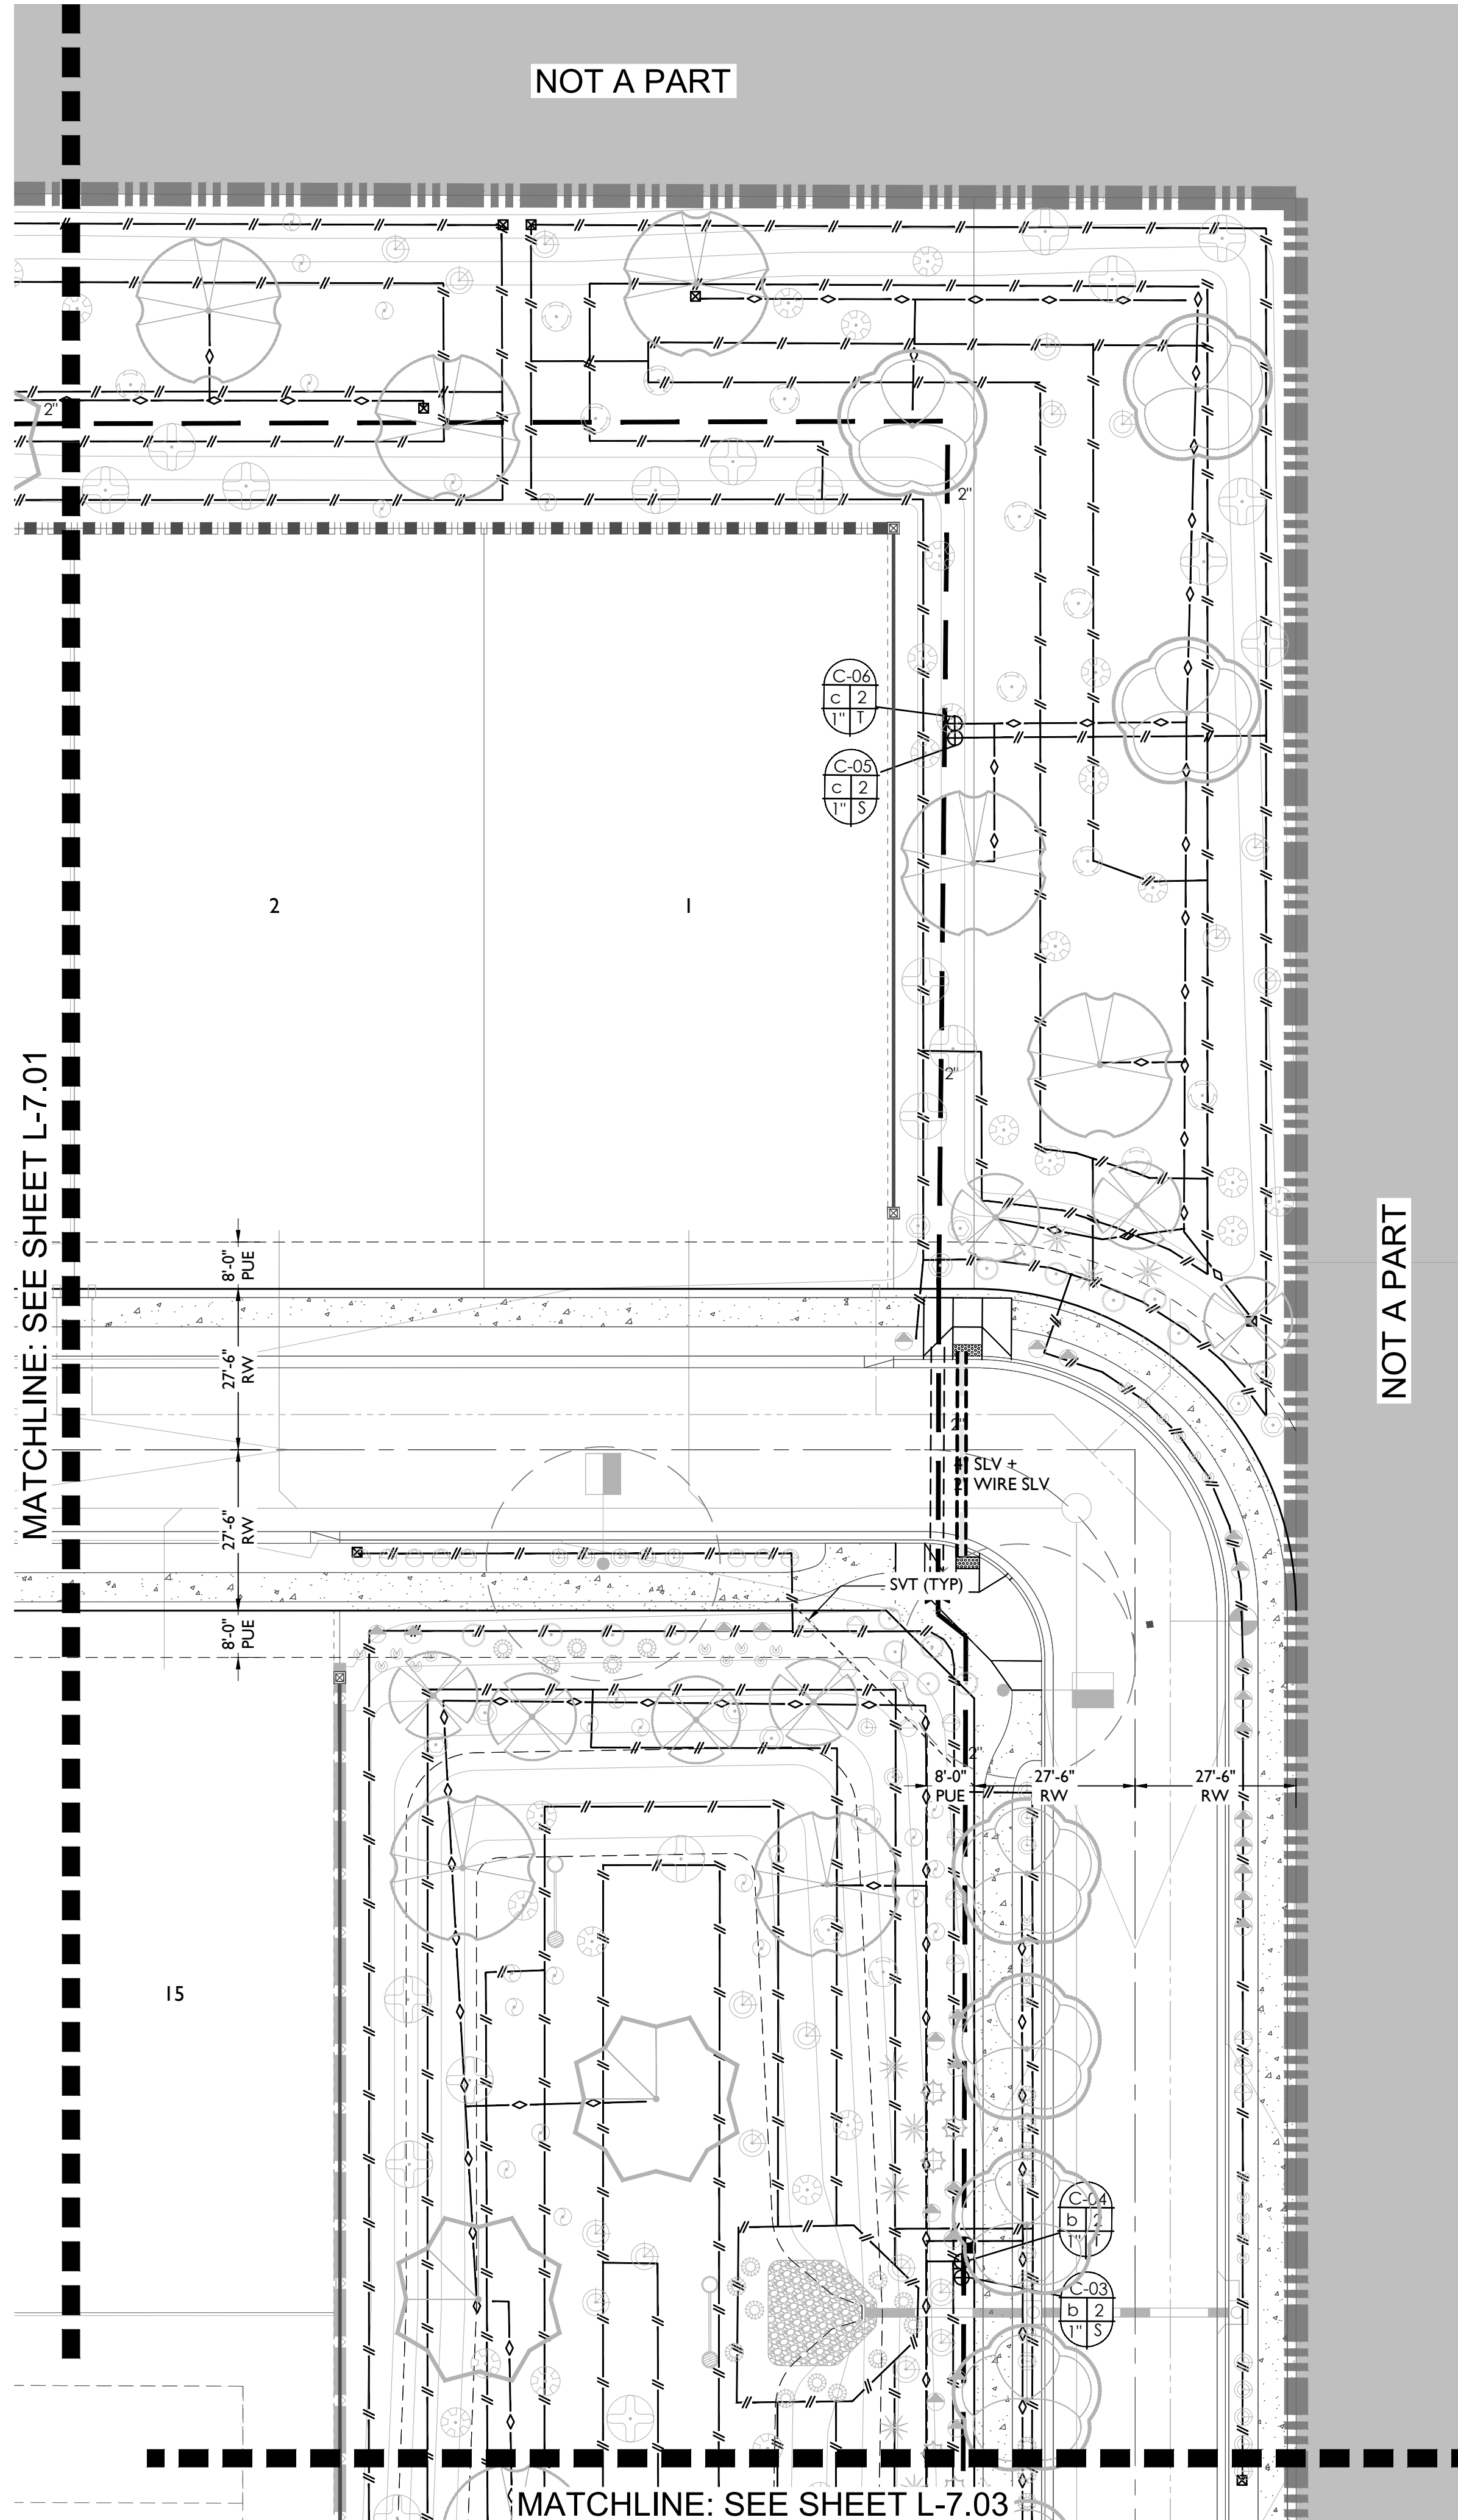 NOT A PART
2"
2"
C-06
c 2
1" T
C-05
c 2
1" S
2
1
2"
MATCHLINE: SEE SHEET L-7.01
NOT A PART
8'-0"
PUE
27'-6"
RW
2"
4" SLV +
2" WIRE SLV
27'-6"
RW
SVT (TYP)
8'-0"
PUE
2"
8'-0"
PUE
27'-6"
RW
27'-6"
RW
15
C-04
b 2
1" T
C-03
b 2
1" S
MATCHLINE: SEE SHEET L-7.03